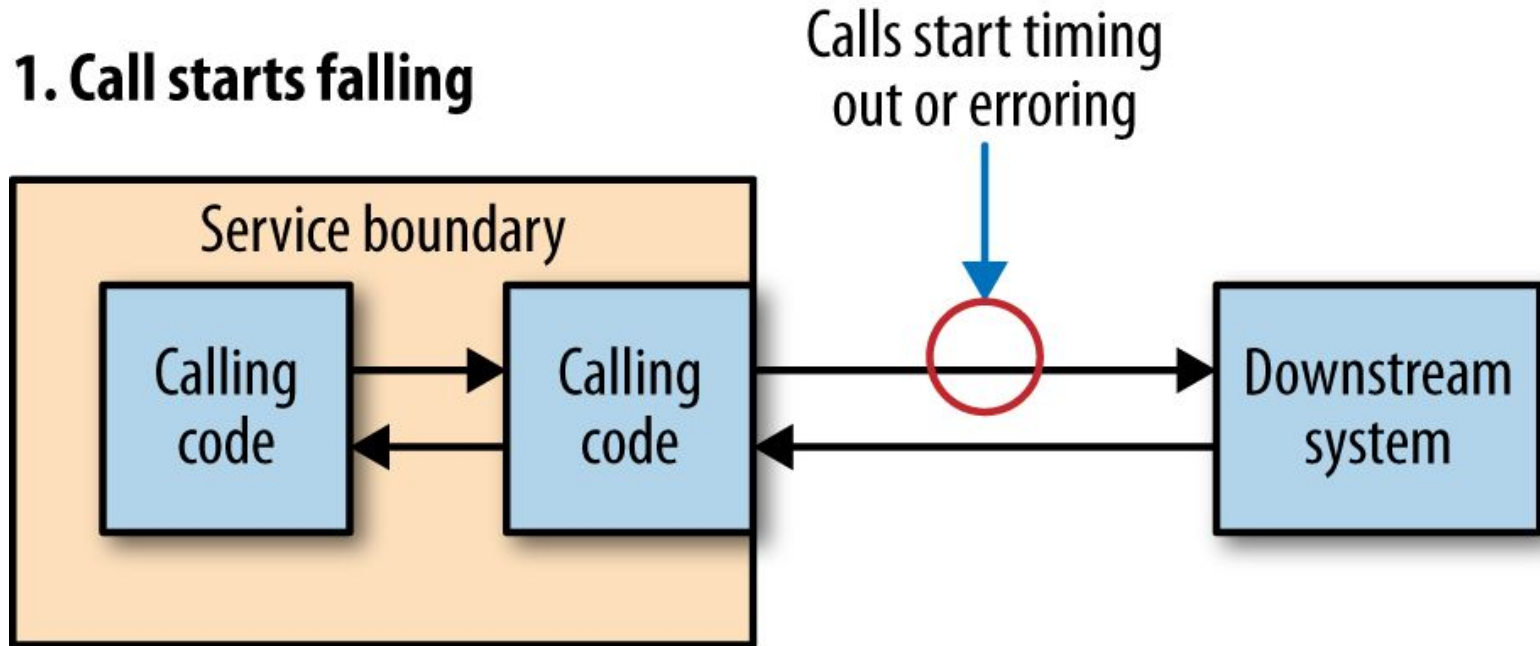 1. Call starts falling
Calls start timing
out or erroring
Service boundary
Calling
code
Calling
code
Downstream
system